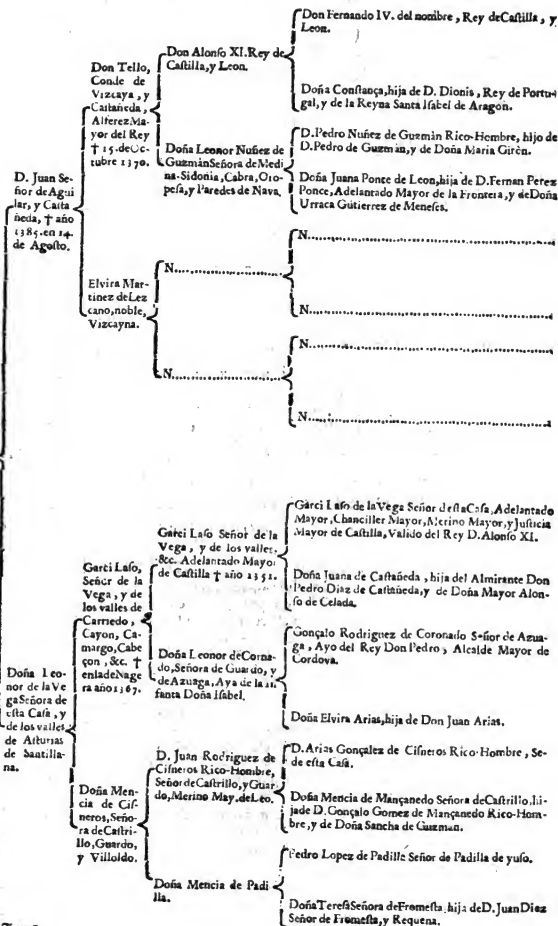 Don Fernando IV. del nombre, Rey de Castilla, y
Leon.
Don Alonso XI. Rey de
Castilla, y Leon.
Doña Constança, hija de D. Dionis, Rey de Portu-
gal, y de la Reyna Santa Isabel de Aragon.
Don Tello,
Conde de
Vizcaya, y
Castañeda,
Alferez Ma-
yor del Rey
† 15. de Oc-
tubre 1370.
Doña Leonor Nuñez de
Guzmàn Señora de Medi-
na-Sidonia, Cabra, Oro-
pesa, y Paredes de Nava.
D. Pedro Nuñez de Guzmàn Rico-Hombre, hijo de
D. Pedro de Guzmàn, y de Doña Maria Giròn.
Doña Juana Ponce de Leon, hija de D. Fernan Perez
Ponce, Adelantado Mayor de la Frontera, y de Doña
Urraca Gutierrez de Meneses.
D. Juan Se-
ñor de Agui
lar, y Casta
ñeda, † año
1385. en 14.
de Agosto.
Elvira Mar-
tinez de Lez
cano, noble,
Vizcayna.
N.
N.
N.
N.
N.
N.
Garci Laso de la Vega Señor desta Casa, Adelantado
Mayor, Chanciller Mayor, Merino Mayor, y Justicia
Mayor de Castilla, Valido del Rey D. Alonso XI.
Garci Laso Señor de la
Vega, y de los valles,
&c. Adelantado Mayor
de Castilla † año 1351.
Doña Juana de Castañeda, hija del Almirante Don
Pedro Diaz de Castañeda, y de Doña Mayor Alon-
so de Celada.
Garci Laso,
Señor de la
Vega, y de
los valles de
Carriedo,
Cayon, Ca-
margo, Cabe
çon, &c. †
en la de Nage
ra año 1367.
Doña Leonor de Corna-
do, Señora de Guardo, y
de Azuaga, Aya de la In-
fanta Doña Isabel.
Gonçalo Rodriguez de Coronado Señor de Azua-
ga, Ayo del Rey Don Pedro, Alcalde Mayor de
Cordova.
Doña Elvira Arias, hija de Don Juan Arias.
Doña Leo-
nor de la Ve
ga Señora de
esta Casa, y
de los valles
de Asturias
de Santilla-
na.
Doña Men-
cia de Cis-
neros, Seño-
ra de Castri-
llo, Guardo,
y Villoldo.
D. Juan Rodriguez de
Cisneros Rico-Hombre,
Señor de Castrillo, y Guar
do, Merino May. de Leo.
D. Arias Gonçalez de Cisneros Rico-Hombre, Se-
de esta Casa.
Doña Mencia de Mançanedo Señora de Castrillo, hi-
ja de D. Gonçalo Gomez de Mançanedo Rico-Hom-
bre, y de Doña Sancha de Guzman.
Doña Mencia de Padi
lla.
Pedro Lopez de Padilla Señor de Padilla de yuso.
Doña Teresa Señora de Fromesta, hija de D. Juan Diez
Señor de Fromesta, y Requena.